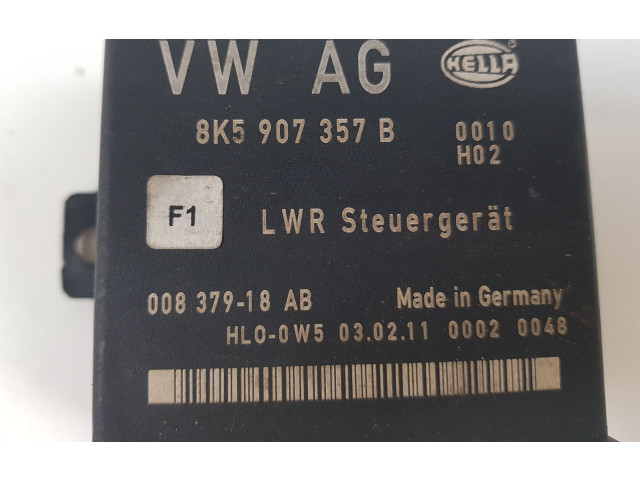 VW AG HELLA
8K5 907 357 B 0010
H02
F1 LWR Steuergerät
008 379-18 AB Made in Germany
HLO-0W5 03.02.11 0002 0048